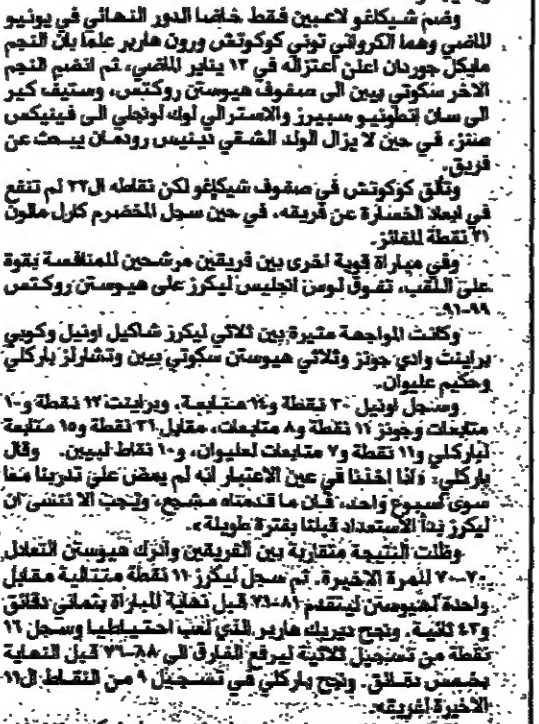 وضم شيكاغو لاعبين فقط خاضا الدور النهائي في يونيو
الماضي وهما الكرواتي توني كوكوتش ورون هاربر علما بان النجم
مايكل جوردان اعلن اعتزاله في ١٣ يناير الماضي، ثم انضم النجم
الاخر سكوتي بيبن الى صفوف هيوستن روكتس، وستيف كير
الى سان انطونيو سبيرز والاسترالي لوك لونجلي الى فينيكس
صنز، في حين لا يزال الولد الشقي دينيس رودمان يبحث عن
فريق.
وتألق كوكوتش في صفوف شيكاغو لكن نقاطه ال٣٢ لم تنفع
في ابعاد الخسارة عن فريقه، في حين سجل المخضرم كارل مالون
٢١ نقطة للفائز.
وفي مباراة قوية اخرى بين فريقين مرشحين للمنافسة بقوة
على اللقب، تفوق لوس انجليس ليكرز على هيوستن روكتس
٩٩-٩١.
وكانت المواجهة مثيرة بين ثلاثي ليكرز شاكيل اونيل وكوبي
براينت وادي جونز وثلاثي هيوستن سكوتي بيبن وتشارلز باركلي
وحكيم عليوان.
وسجل اونيل ٣٠ نقطة و١٤ متابعة، وبراينت ١٧ نقطة و١٠
متابعات وجونز ١٤ نقطة و٨ متابعات، مقابل ٣١ نقطة و١٥ متابعة
لباركلي و١١ نقطة و٧ متابعات لعليوان، و١٠ نقاط لبيبن. وقال
باركلي: «اذا اخذنا في عين الاعتبار انه لم يمض على تدربنا معا
سوى اسبوع واحد، فان ما قدمناه مشجع، ويجب الا ننسى ان
ليكرز بدأ الاستعداد قبلنا بفترة طويلة».
وظلت النتيجة متقاربة بين الفريقين وادرك هيوستن التعادل
٧٠-٧٠ للمرة الاخيرة. ثم سجل ليكرز ١١ نقطة متتالية مقابل
واحدة لهيوستن ليتقدم ٨١-٧١ قبل نهاية المباراة بثماني دقائق
و٤٣ ثانية. ونجح ديريك هاربر الذي لعب احتياطيا وسجل ١٦
نقطة من تسجيل ثلاثية ليرفع الفارق الى ٨٨-٧٦ قبل النهاية
بخمس دقائق. ونجح باركلي في تسجيل ٩ من النقاط ال١١
الاخيرة لفريقه.